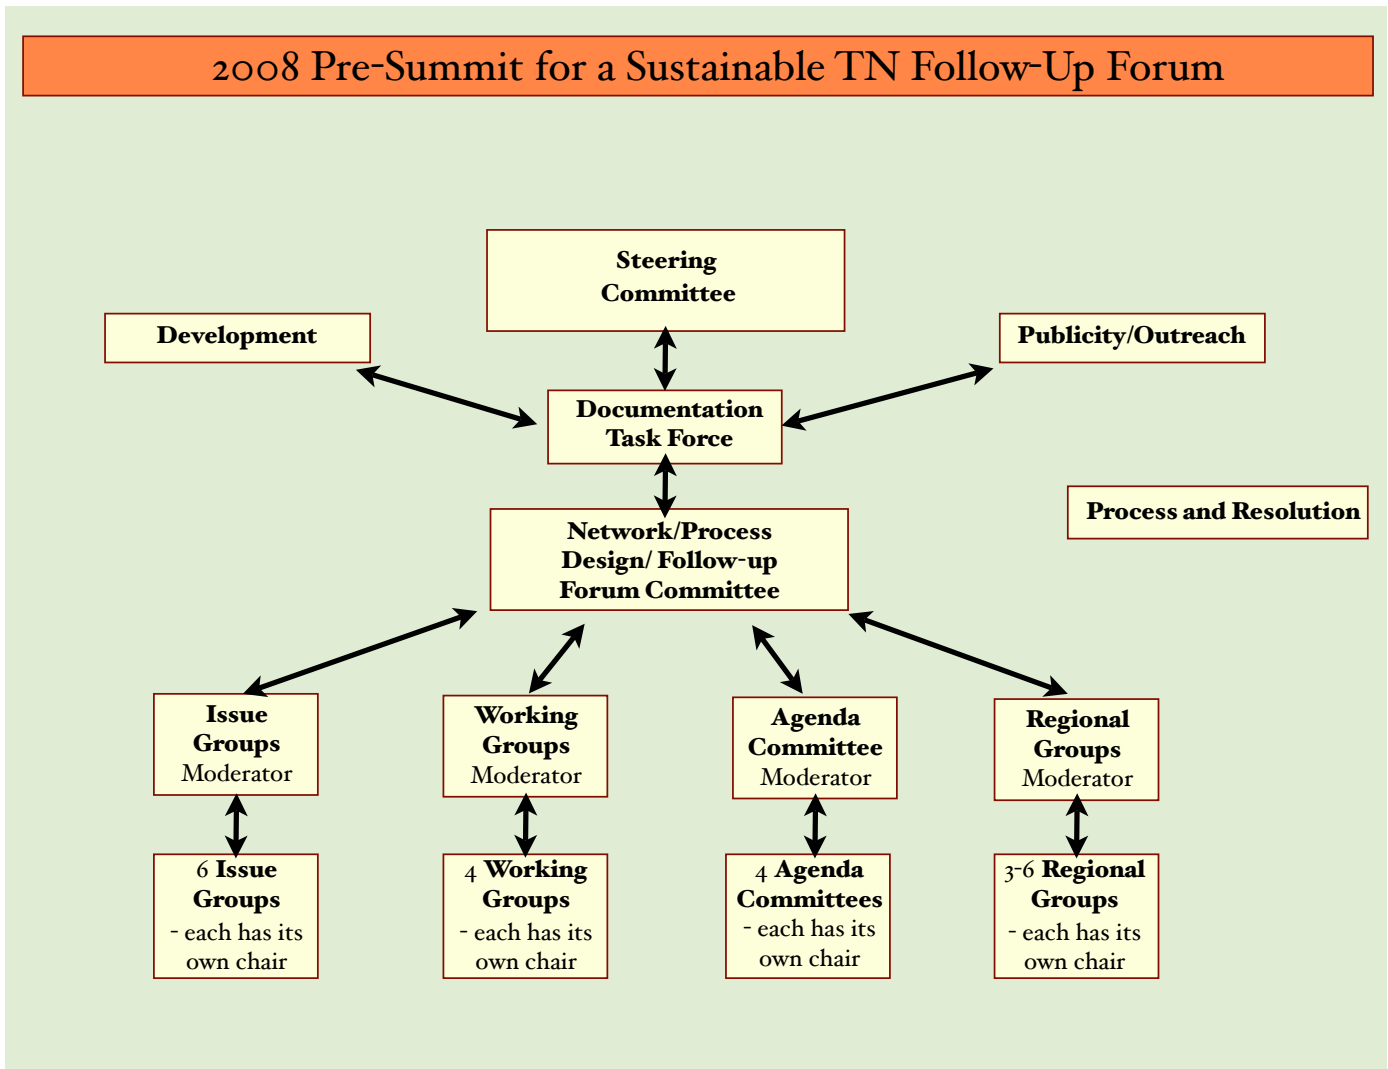 2008 Pre-Summit for a Sustainable TN Follow-Up Forum
Steering
Committee
Development
Publicity/Outreach
Documentation
Task Force
Process and Resolution
Network/Process
Design/ Follow-up
Forum Committee
Issue
Groups
Moderator
Working
Groups
Moderator
Agenda
Committee
Moderator
Regional
Groups
Moderator
6 Issue
Groups
- each has its
own chair
4 Working
Groups
- each has its
own chair
4 Agenda
Committees
- each has its
own chair
3-6 Regional
Groups
- each has its
own chair